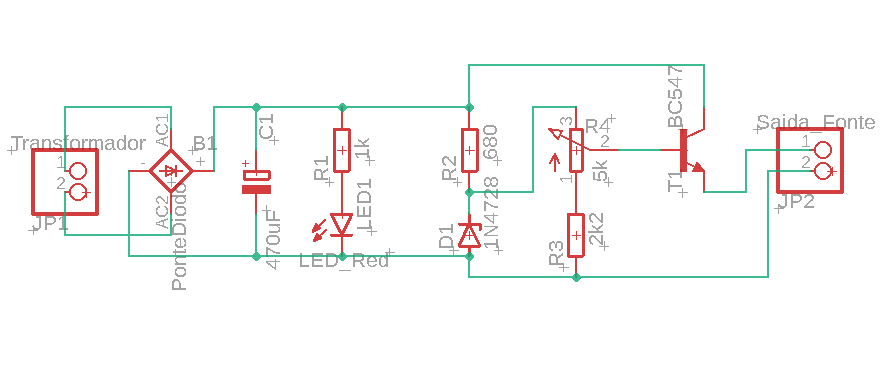 Transformador
1
2
JP1
AC1
B1
-
+
AC2
PonteDiodo
C1
+
470uF
R1
1k
LED1
LED_Red
R2
680
D1
1N4728
3
R4
2
5k
1
R3
2k2
BC547
T1
Saida_Fonte
1
2
JP2